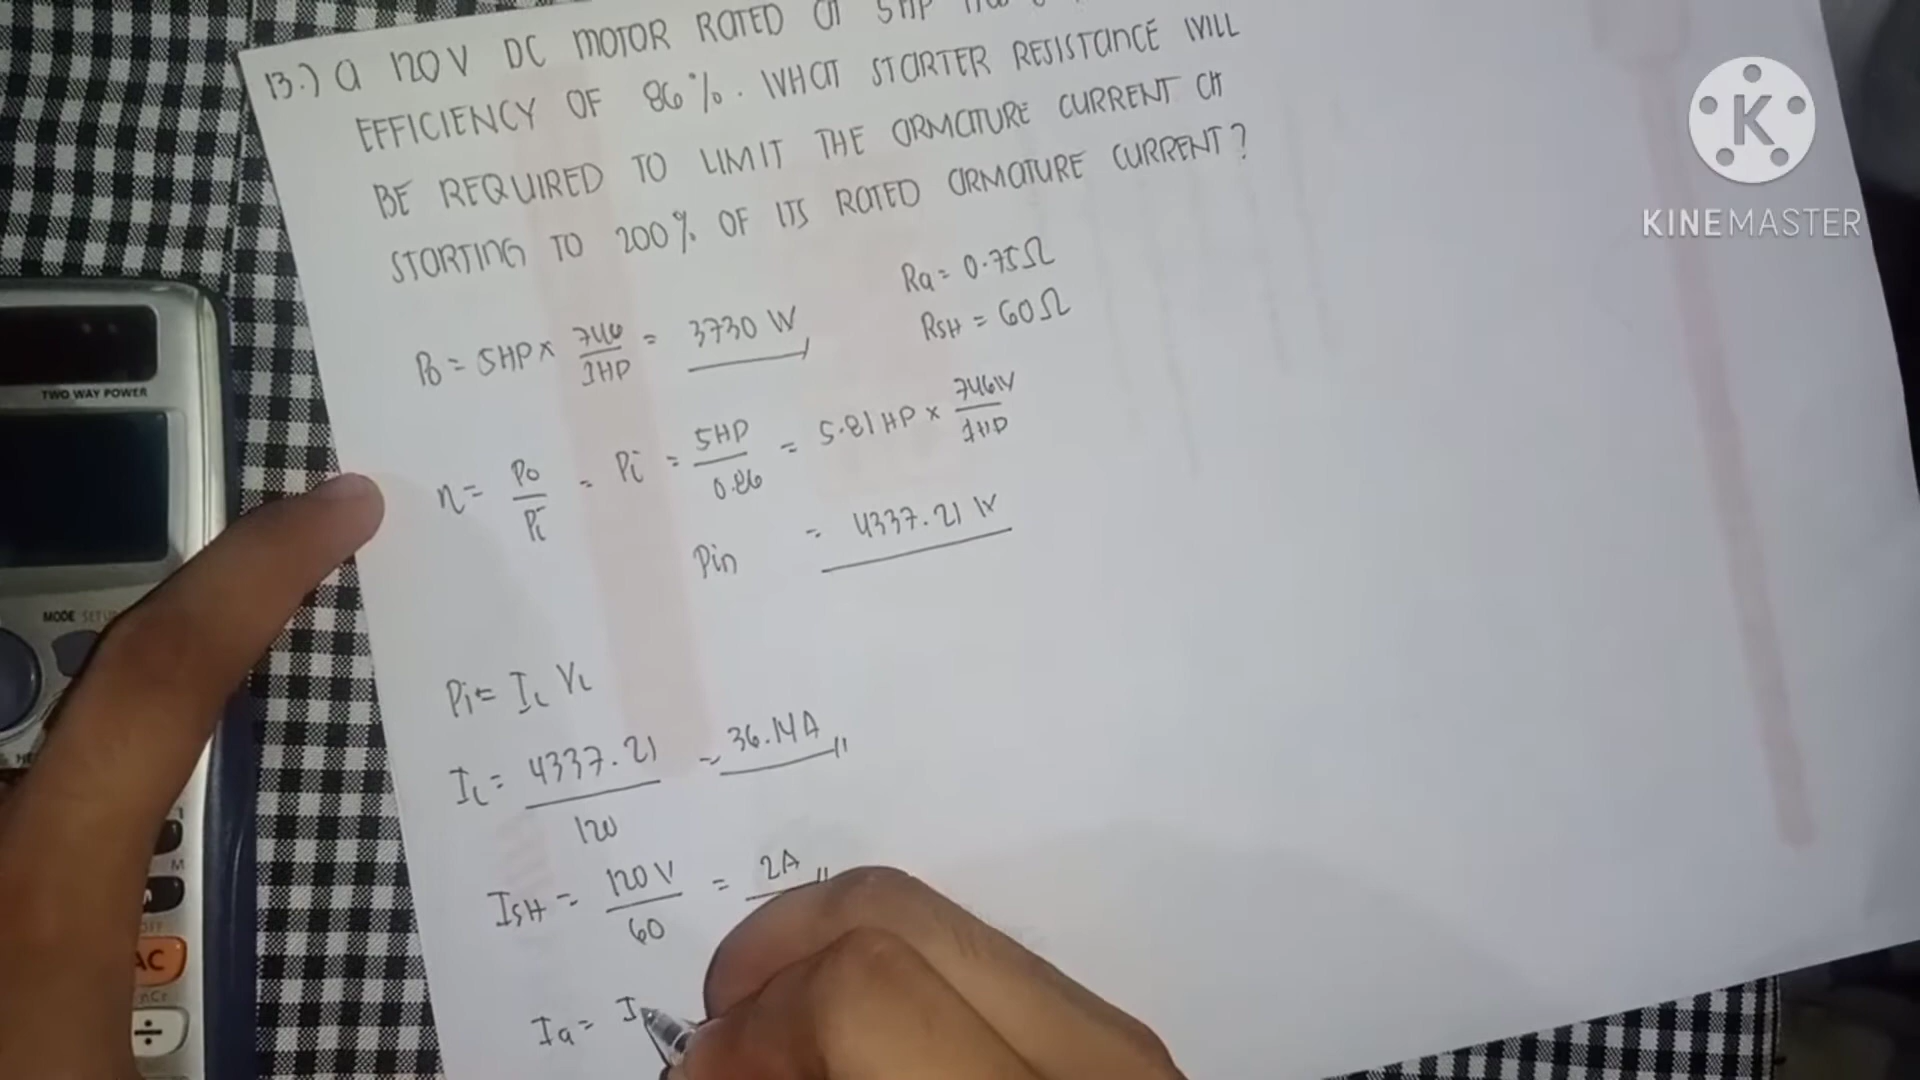 13.) A 120V DC MOTOR RATED AT 5HP HAS
EFFICIENCY OF 86%. WHAT STARTER RESISTANCE WILL
BE REQUIRED TO LIMIT THE ARMATURE CURRENT AT
STARTING TO 200% OF ITS RATED ARMATURE CURRENT?
Ra = 0.75Ω
RSH = 60Ω
Po = 5HP x 746/1HP = 3730 W
n = Po/Pi = Pi = 5HP/0.86 = 5.81 HP x 746W/1HP
Pin = 4337.21 W
Pi = IL VL
IL = 4337.21/120 = 36.14A
ISH = 120V/60 = 2A
Ia = I
K
KINEMASTER
TWO WAY POWER
MODE SETU
M
AC
÷